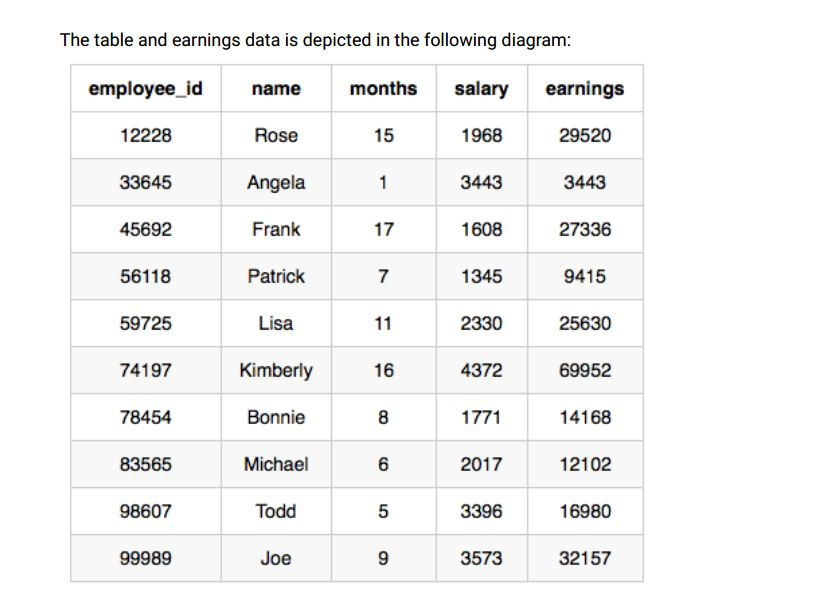 The table and earnings data is depicted in the following diagram:
employee_id name months salary earnings
12228 Rose 15 1968 29520
33645 Angela 1 3443 3443
45692 Frank 17 1608 27336
56118 Patrick 7 1345 9415
59725 Lisa 11 2330 25630
74197 Kimberly 16 4372 69952
78454 Bonnie 8 1771 14168
83565 Michael 6 2017 12102
98607 Todd 5 3396 16980
99989 Joe 9 3573 32157